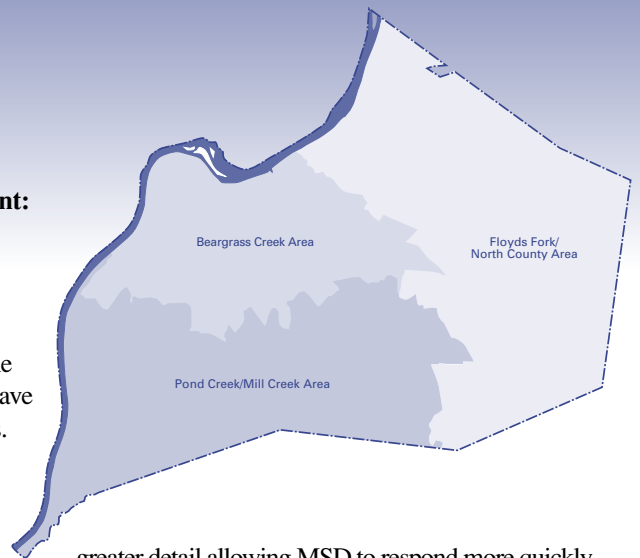 nt:
Beargrass Creek Area
Floyds Fork/
North County Area
Pond Creek/Mill Creek Area
ave
.
greater detail allowing MSD to respond more quickly